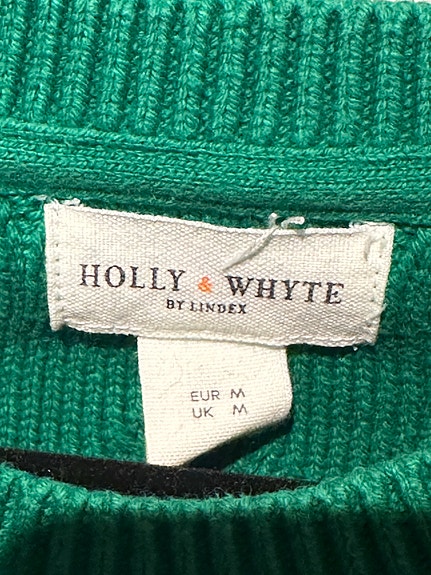 HOLLY & WHYTE
BY LINDEX
EUR M
UK M